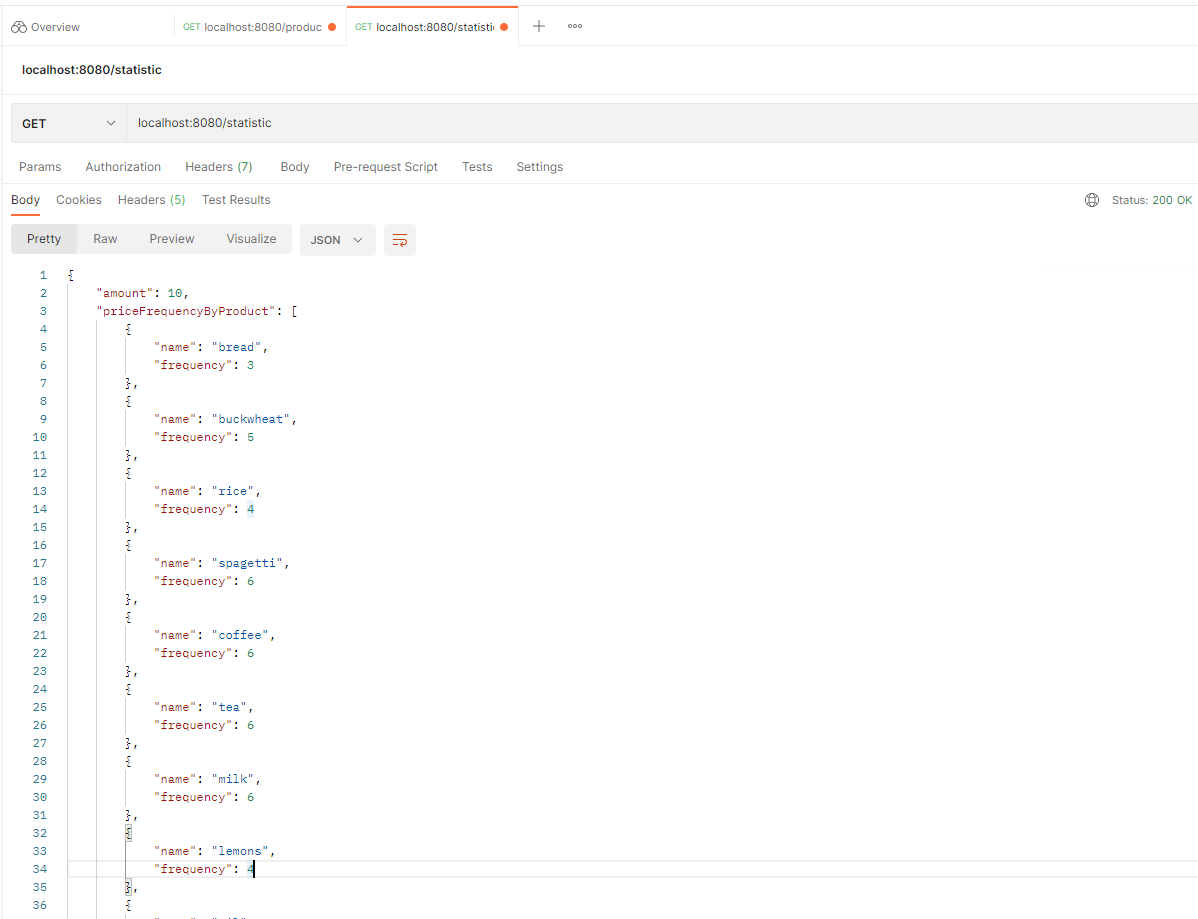 Overview
GET localhost:8080/produc
GET localhost:8080/statisti
localhost:8080/statistic
GET localhost:8080/statistic
Params Authorization Headers (7) Body Pre-request Script Tests Settings
Body Cookies Headers (5) Test Results Status: 200 OK
Pretty Raw Preview Visualize JSON
1 {
2 "amount": 10,
3 "priceFrequencyByProduct": [
4 {
5 "name": "bread",
6 "frequency": 3
7 },
8 {
9 "name": "buckwheat",
10 "frequency": 5
11 },
12 {
13 "name": "rice",
14 "frequency": 4
15 },
16 {
17 "name": "spagetti",
18 "frequency": 6
19 },
20 {
21 "name": "coffee",
22 "frequency": 6
23 },
24 {
25 "name": "tea",
26 "frequency": 6
27 },
28 {
29 "name": "milk",
30 "frequency": 6
31 },
32 {
33 "name": "lemons",
34 "frequency": 4
35 },
36 {